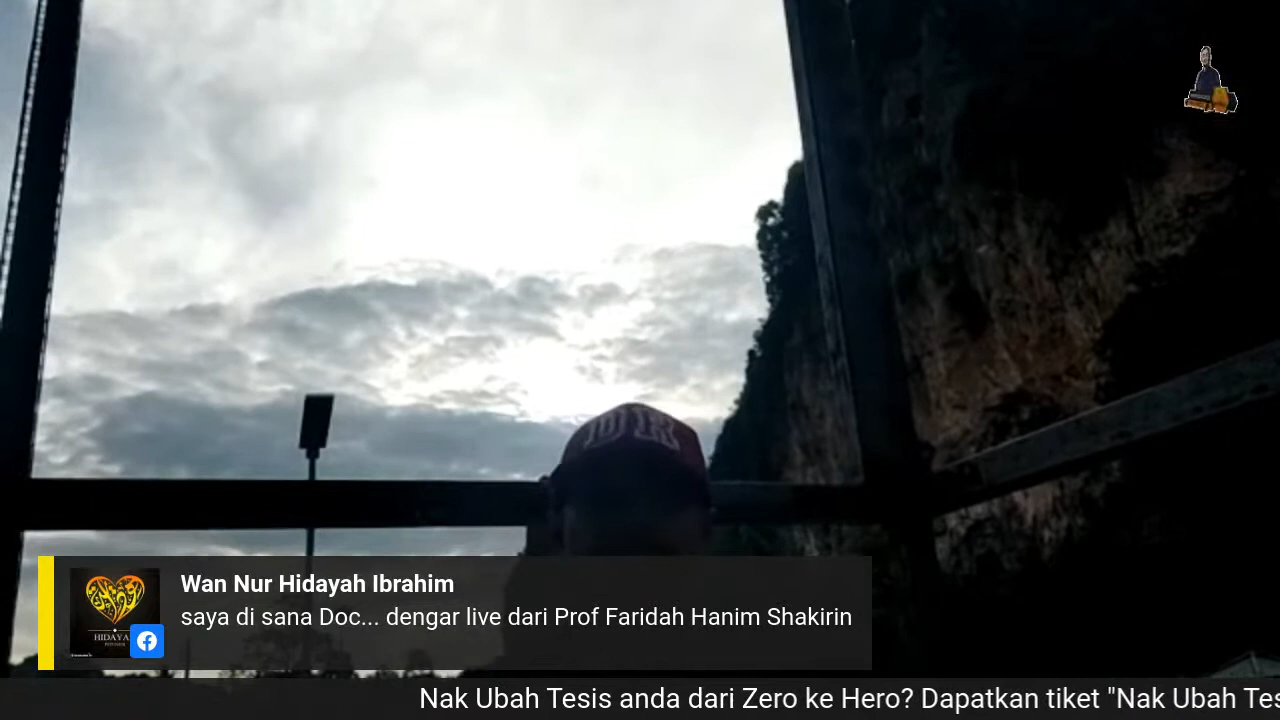 Wan Nur Hidayah Ibrahim
saya di sana Doc... dengar live dari Prof Faridah Hanim Shakirin
HIDAYA
Nak Ubah Tesis anda dari Zero ke Hero? Dapatkan tiket "Nak Ubah Tes